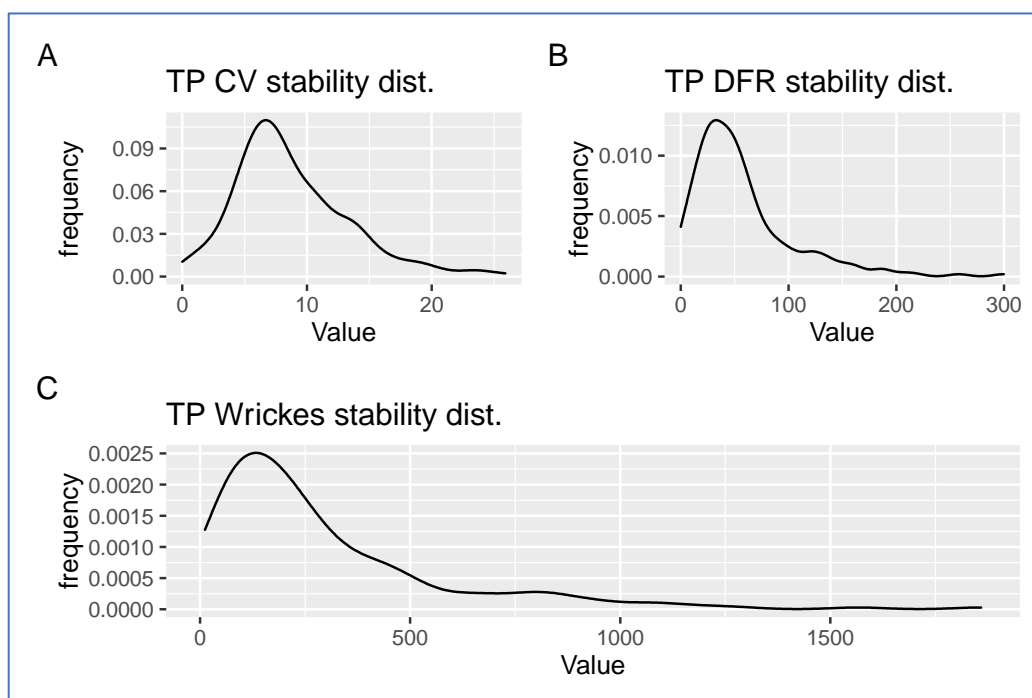 A
TP CV stability dist.
frequency
0.09
0.06
0.03
0.00
0
10
20
Value
B
TP DFR stability dist.
frequency
0.010
0.005
0.000
0
100
200
300
Value
C
TP Wrickes stability dist.
frequency
0.0025
0.0020
0.0015
0.0010
0.0005
0.0000
0
500
1000
1500
Value